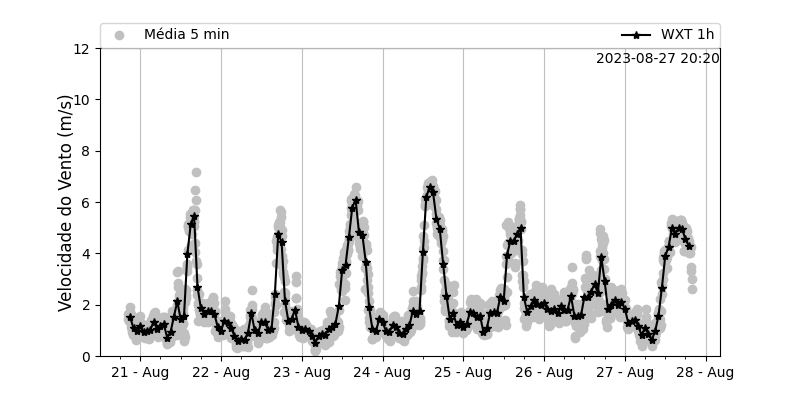 Média 5 min
WXT 1h
2023-08-27 20:20
Velocidade do Vento (m/s)
12
10
8
6
4
2
0
21 - Aug
22 - Aug
23 - Aug
24 - Aug
25 - Aug
26 - Aug
27 - Aug
28 - Aug